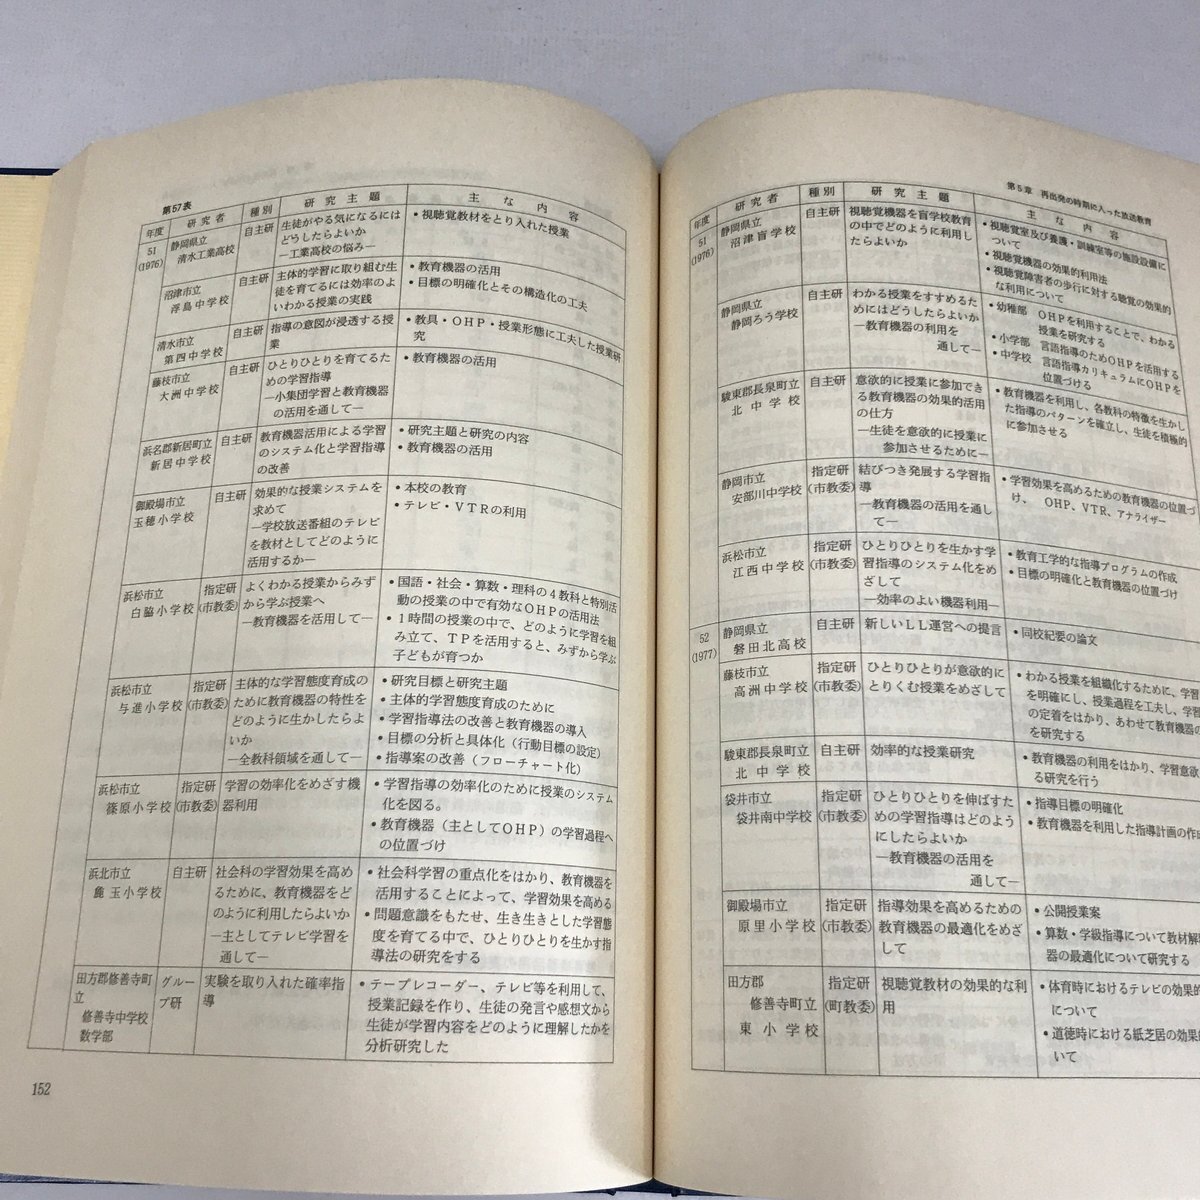 第57表
年度 研究者 種別 研究主題 主な内容
51
(1976)
静岡県立
清水工業高校
自主研
生徒がやる気になるには
どうしたらよいか
—工業高校の悩み—
•視聴覚教材をとり入れた授業
沼津市立
浮島中学校
自主研
主体的学習に取り組む生
徒を育てるには効率のよ
いわかる授業の実践
•教育機器の活用
•目標の明確化とその構造化の工夫
清水市立
第四中学校
自主研
指導の意図が浸透する授
業
•教具・OHP・授業形態に工夫した授業研
究
藤枝市立
大洲中学校
自主研
ひとりひとりを育てるた
めの学習指導
—小集団学習と教育機器
の活用を通して—
•教育機器の活用
浜名郡新居町立
新居中学校
自主研
教育機器活用による学習
のシステム化と学習指導
の改善
•研究主題と研究の内容
•教育機器の活用
御殿場市立
玉穂小学校
自主研
効果的な授業システムを
求めて
—学校放送番組のテレビ
を教材としてどのように
活用するか—
•本校の教育
•テレビ・VTRの利用
浜松市立
白脇小学校
指定研
(市教委)
よくわかる授業からみず
から学ぶ授業へ
—教育機器を活用して—
•国語・社会・算数・理科の4教科と特別活
動の授業の中で有効なOHPの活用法
•1時間の授業の中で、どのように学習を組
み立て、TPを活用すると、みずから学ぶ
子どもが育つか
浜松市立
与進小学校
指定研
(市教委)
主体的な学習態度育成の
ために教育機器の特性を
どのように生かしたらよ
いか
—全教科領域を通して—
•研究目標と研究主題
•主体的学習態度育成のために
•学習指導法の改善と教育機器の導入
•目標の分析と具体化（行動目標の設定）
•指導案の改善（フローチャート化）
浜松市立
篠原小学校
指定研
(市教委)
学習の効率化をめざす機
器利用
•学習指導の効率化のために授業のシステム
化を図る。
•教育機器（主としてOHP）の学習過程へ
の位置づけ
浜北市立
麁玉小学校
自主研
社会科の学習効果を高め
るために、教育機器をど
のように利用したらよいか
—主としてテレビ学習を
通して—
•社会科学習の重点化をはかり、教育機器を
活用することによって、学習効果を高める
•問題意識をもたせ、生き生きとした学習態
度を育てる中で、ひとりひとりを生かす指
導法の研究をする
田方郡修善寺町
立
修善寺中学校
数学部
グルー
プ研
実験を取り入れた確率指
導
•テープレコーダー、テレビ等を利用して、
授業記録を作り、生徒の発言や感想文から
生徒が学習内容をどのように理解したかを
分析研究した
152
第5章 再出発の時期に入った放送教育
年度 研究者 種別 研究主題 主な内容
51
(1976)
静岡県立
沼津盲学校
自主研
視聴覚機器を盲学校教育
の中でどのように利用し
たらよいか
•視聴覚室及び養護・訓練室等の施設設備に
ついて
•視聴覚機器の効果的利用法
•視覚障害者の歩行に対する聴覚の効果的
な利用について
静岡県立
静岡ろう学校
自主研
わかる授業をすすめるた
めにはどうしたらよいか
—教育機器の利用を
通して—
•幼稚部 OHPを利用することで、わかる
授業を研究する
•小学部 言語指導のためOHPを活用する
•中学校 言語指導カリキュラムにOHPを
位置づける
駿東郡長泉町立
北中学校
自主研
意欲的に授業に参加でき
る教育機器の効果的活用
の仕方
—生徒を意欲的に授業に
参加させるために—
•教育機器を利用し、各教科の特徴を生かし
た指導のパターンを確立し、生徒を積極的
に参加させる
静岡市立
安部川中学校
指定研
(市教委)
結びつき発展する学習指
導
—教育機器の活用を通し
て—
•学習効果を高めるための教育機器の位置づ
け、 OHP、VTR、アナライザー
浜松市立
江西中学校
指定研
(市教委)
ひとりひとりを生かす学
習指導のシステム化をめ
ざして
—効率のよい機器利用—
•教育工学的な指導プログラムの作成
•目標の明確化と教育機器の位置づけ
52
(1977)
静岡県立
磐田北高校
自主研
新しいLL運営への提言
•同校紀要の論文
藤枝市立
高洲中学校
指定研
(市教委)
ひとりひとりが意欲的に
とりくむ授業をめざして
•わかる授業を組織化するために、学習
を明確にし、授業過程を工夫し、学習
の定着をはかり、あわせて教育機器の
を研究する
駿東郡長泉町立
北中学校
自主研
効率的な授業研究
•教育機器の利用をはかり、学習意欲
る研究を行う
袋井市立
袋井南中学校
指定研
(市教委)
ひとりひとりを伸ばすた
めの学習指導はどのよう
にしたらよいか
—教育機器の活用を
通して—
•指導目標の明確化
•教育機器を利用した指導計画の作成
御殿場市立
原里小学校
指定研
(市教委)
指導効果を高めるための
教育機器の最適化をめざ
して
•公開授業案
•算数・学級指導について教材解
器の最適化について研究する
田方郡
修善寺町立
東小学校
指定研
(町教委)
視聴覚教材の効果的な利
用
•体育時におけるテレビの効果的
について
•道徳時における紙芝居の効果的
いて